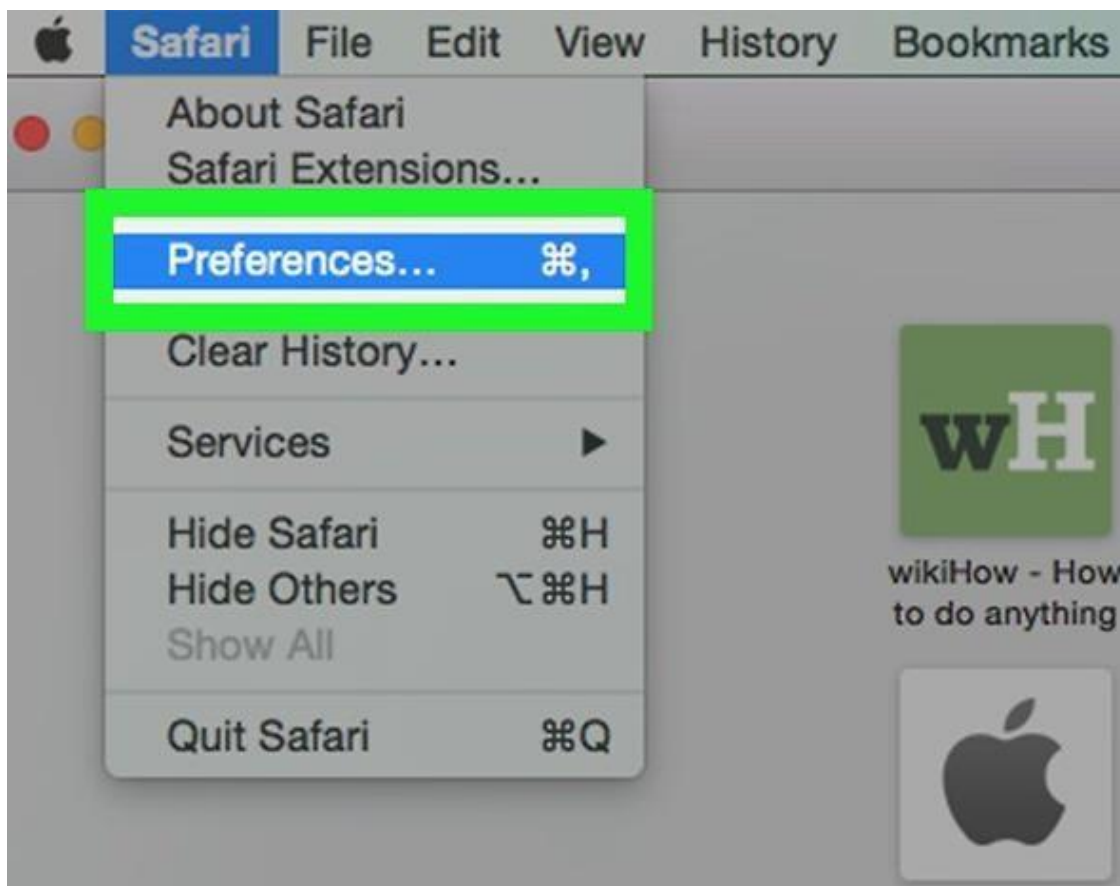 Safari File Edit View History Bookmarks
About Safari
Safari Extensions...
Preferences... ⌘,
Clear History...
Services ▶
Hide Safari ⌘H
Hide Others ⌥⌘H
Show All
Quit Safari ⌘Q
wH
wikiHow - How
to do anything